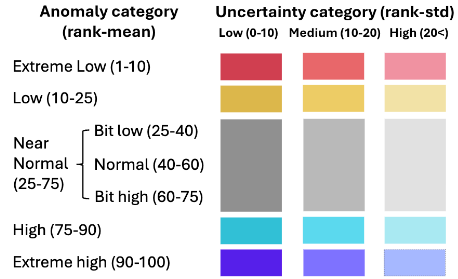 Anomaly category
(rank-mean)
Uncertainty category (rank-std)
Low (0-10) Medium (10-20) High (20<)
Extreme Low (1-10)
Low (10-25)
Near
Normal
(25-75)
Bit low (25-40)
Normal (40-60)
Bit high (60-75)
High (75-90)
Extreme high (90-100)